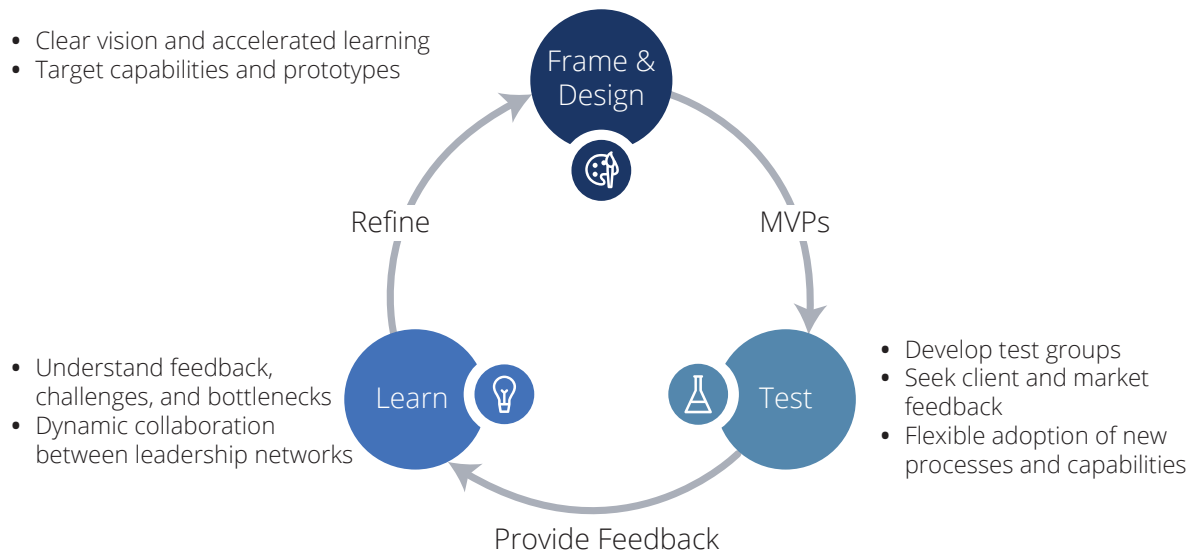 • Clear vision and accelerated learning
• Target capabilities and prototypes
Frame &
Design
Refine
MVPs
• Understand feedback,
challenges, and bottlenecks
• Dynamic collaboration
between leadership networks
Learn
Test
• Develop test groups
• Seek client and market
feedback
• Flexible adoption of new
processes and capabilities
Provide Feedback